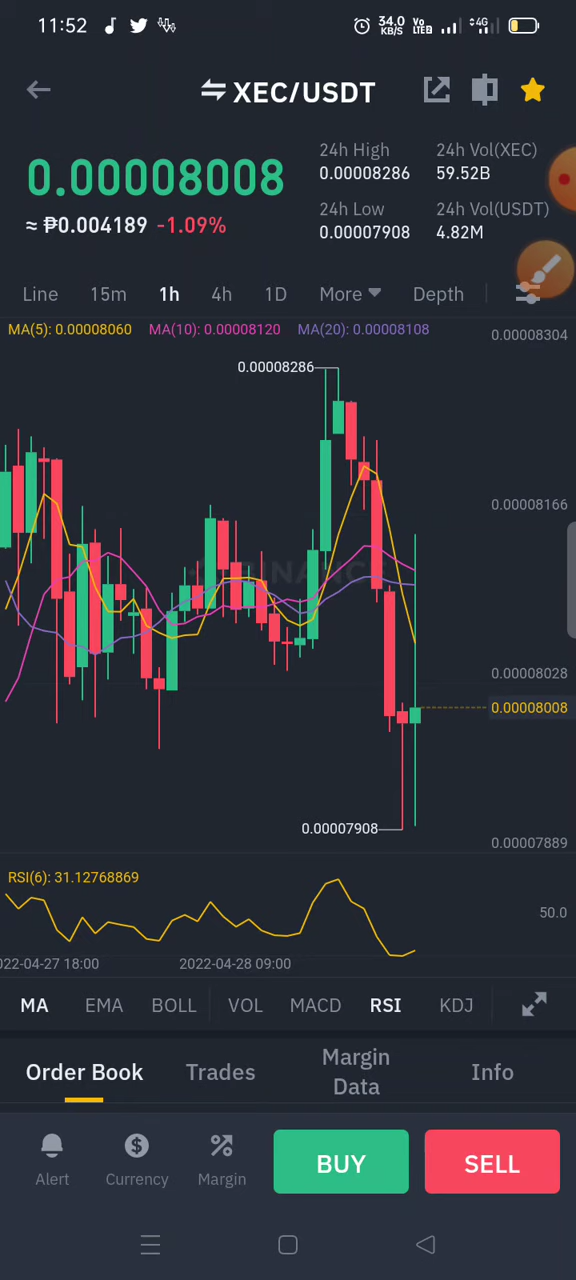 11:52
34.0 KB/S
Vo LTE2
4G
XEC/USDT
0.00008008
≈ ₱0.004189 -1.09%
24h High
0.00008286
24h Vol(XEC)
59.52B
24h Low
0.00007908
24h Vol(USDT)
4.82M
Line 15m 1h 4h 1D More Depth
MA(5): 0.00008060 MA(10): 0.00008120 MA(20): 0.00008108
0.00008304
0.00008286
0.00008166
BINANCE
0.00008028
0.00008008
0.00007908
0.00007889
RSI(6): 31.12768869
50.0
022-04-27 18:00 2022-04-28 09:00
MA EMA BOLL VOL MACD RSI KDJ
Order Book Trades Margin Data Info
Alert Currency Margin BUY SELL